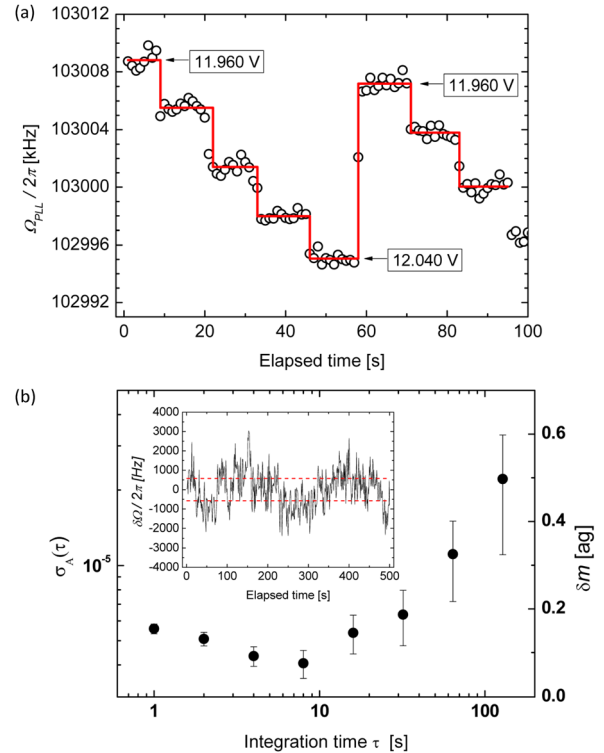 (a)
103012
103008
103004
103000
102996
102992
Ω_PLL / 2π [kHz]
11.960 V
11.960 V
12.040 V
0 20 40 60 80 100
Elapsed time [s]
(b)
4000
3000
2000
1000
0
-1000
-2000
-3000
-4000
δΩ / 2π [Hz]
0 100 200 300 400 500
Elapsed time [s]
10⁻⁵
σ_A(τ)
0.6
0.4
0.2
0.0
δm [ag]
1 10 100
Integration time τ [s]